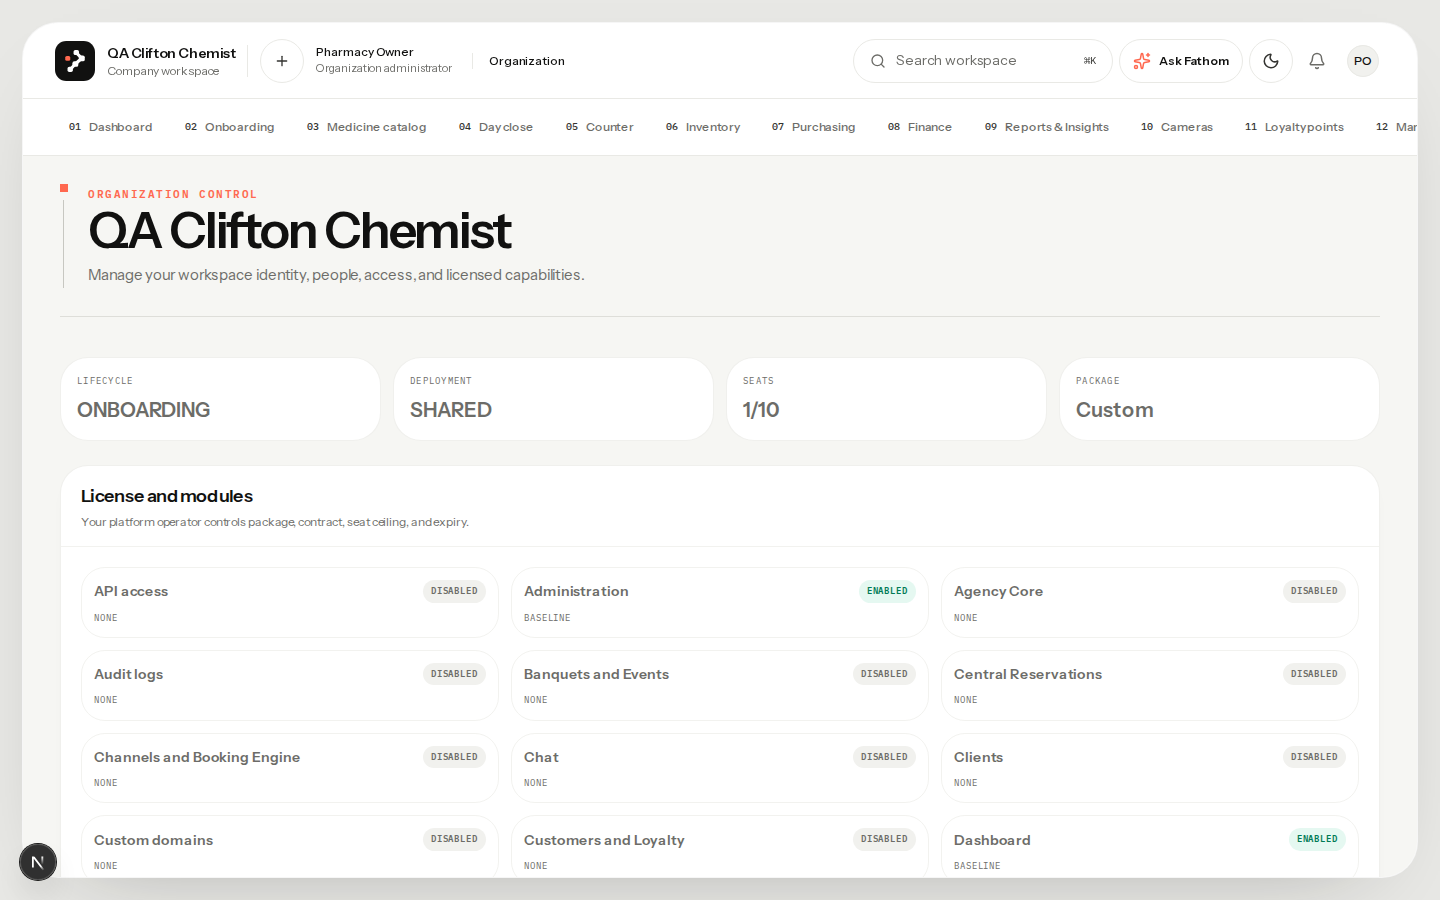 QA Clifton Chemist
Company workspace
Pharmacy Owner
Organization administrator
Organization
Search workspace
⌘K
Ask Fathom
PO
01 Dashboard
02 Onboarding
03 Medicine catalog
04 Day close
05 Counter
06 Inventory
07 Purchasing
08 Finance
09 Reports & Insights
10 Cameras
11 Loyalty points
12 Mar
ORGANIZATION CONTROL
QA Clifton Chemist
Manage your workspace identity, people, access, and licensed capabilities.
LIFECYCLE
ONBOARDING
DEPLOYMENT
SHARED
SEATS
1/10
PACKAGE
Custom
License and modules
Your platform operator controls package, contract, seat ceiling, and expiry.
API access
DISABLED
NONE
Administration
ENABLED
BASELINE
Agency Core
DISABLED
NONE
Audit logs
DISABLED
NONE
Banquets and Events
DISABLED
NONE
Central Reservations
DISABLED
NONE
Channels and Booking Engine
DISABLED
NONE
Chat
DISABLED
NONE
Clients
DISABLED
NONE
Custom domains
DISABLED
NONE
Customers and Loyalty
DISABLED
NONE
Dashboard
ENABLED
BASELINE
N